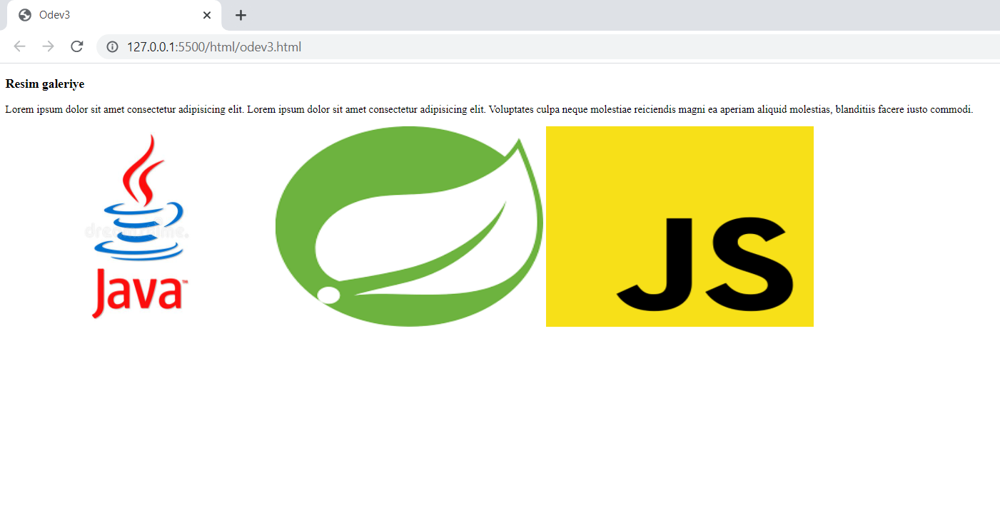 Odev3
127.0.0.1:5500/html/odev3.html
Resim galeriye
Lorem ipsum dolor sit amet consectetur adipisicing elit. Lorem ipsum dolor sit amet consectetur adipisicing elit. Voluptates culpa neque molestiae reiciendis magni ea aperiam aliquid molestias, blanditiis facere iusto commodi.
Java™
JS